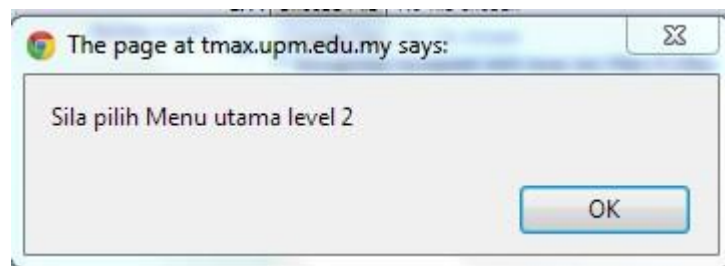 The page at tmax.upm.edu.my says:
Sila pilih Menu utama level 2
OK